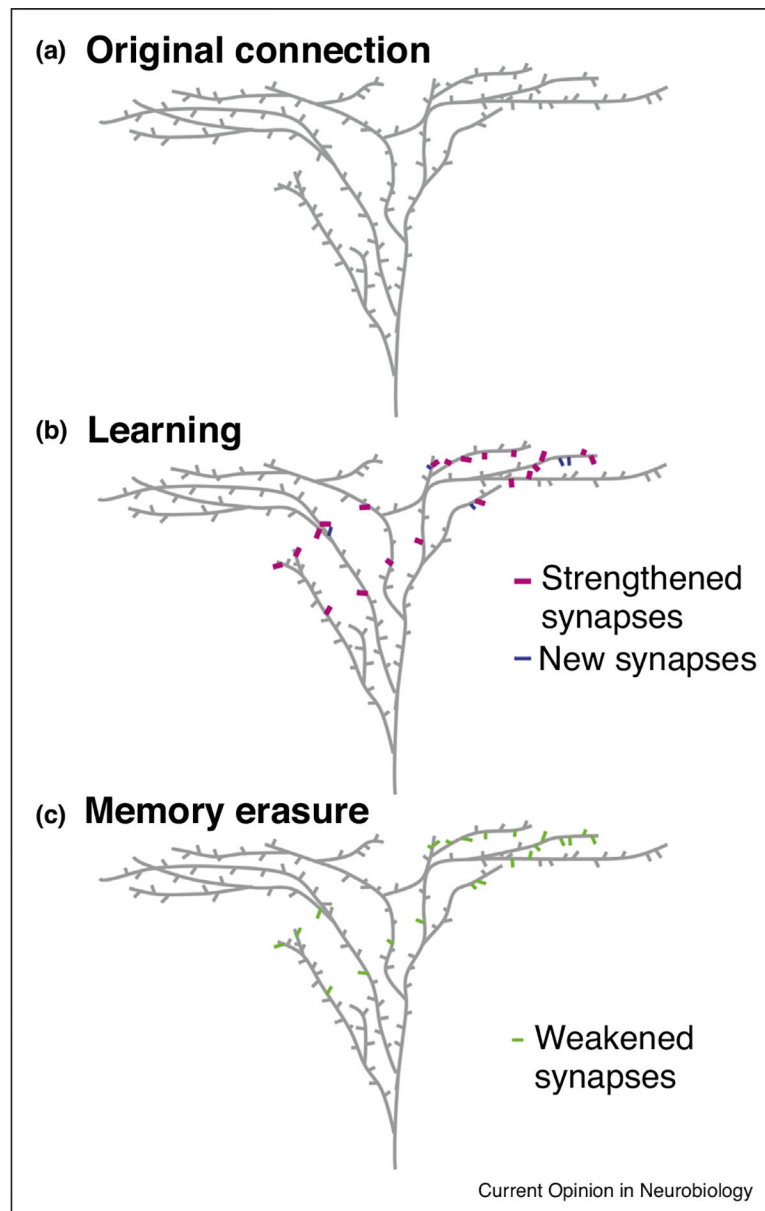 (a) Original connection
(b) Learning
Strengthened
synapses
New synapses
(c) Memory erasure
Weakened
synapses
Current Opinion in Neurobiology